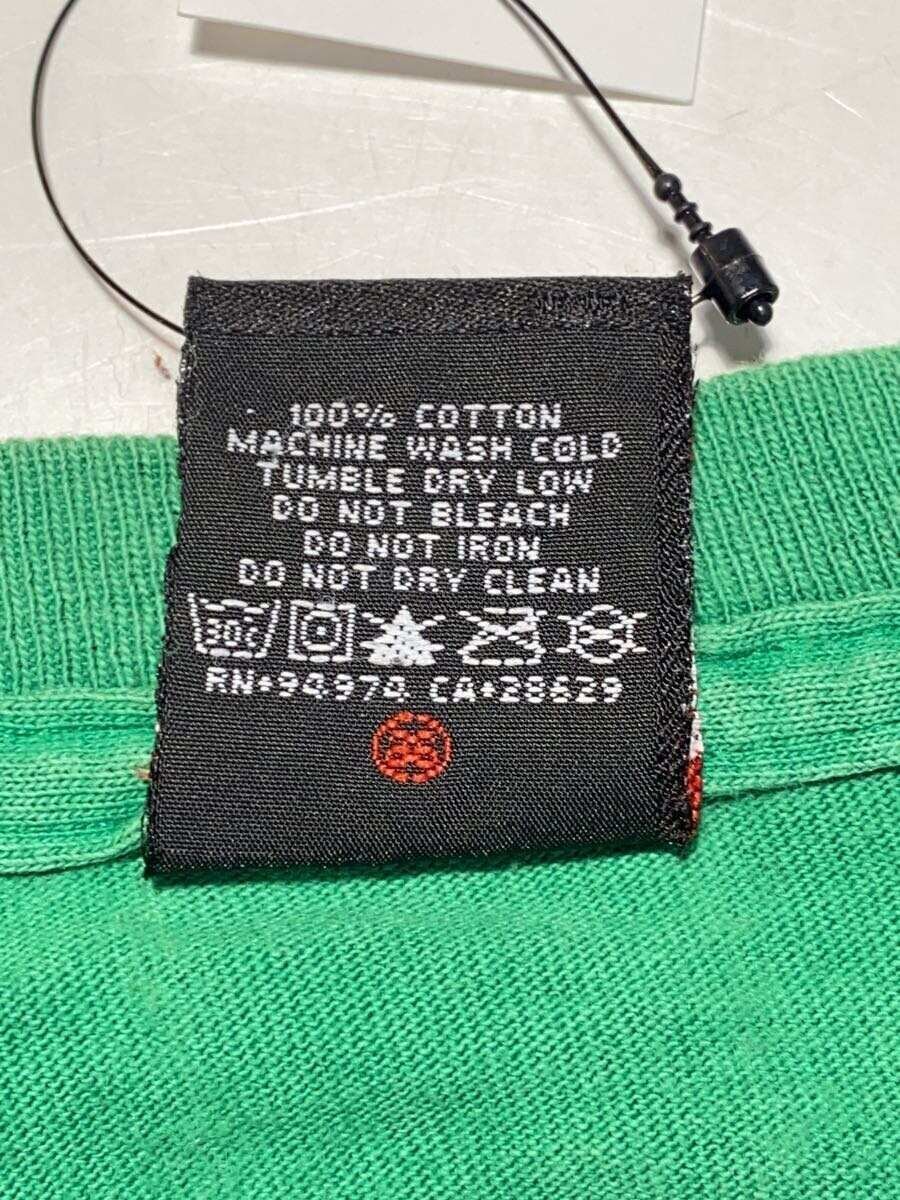 100% COTTON
MACHINE WASH COLD
TUMBLE DRY LOW
DO NOT BLEACH
DO NOT IRON
DO NOT DRY CLEAN
30c
RN+94974 CA+28629